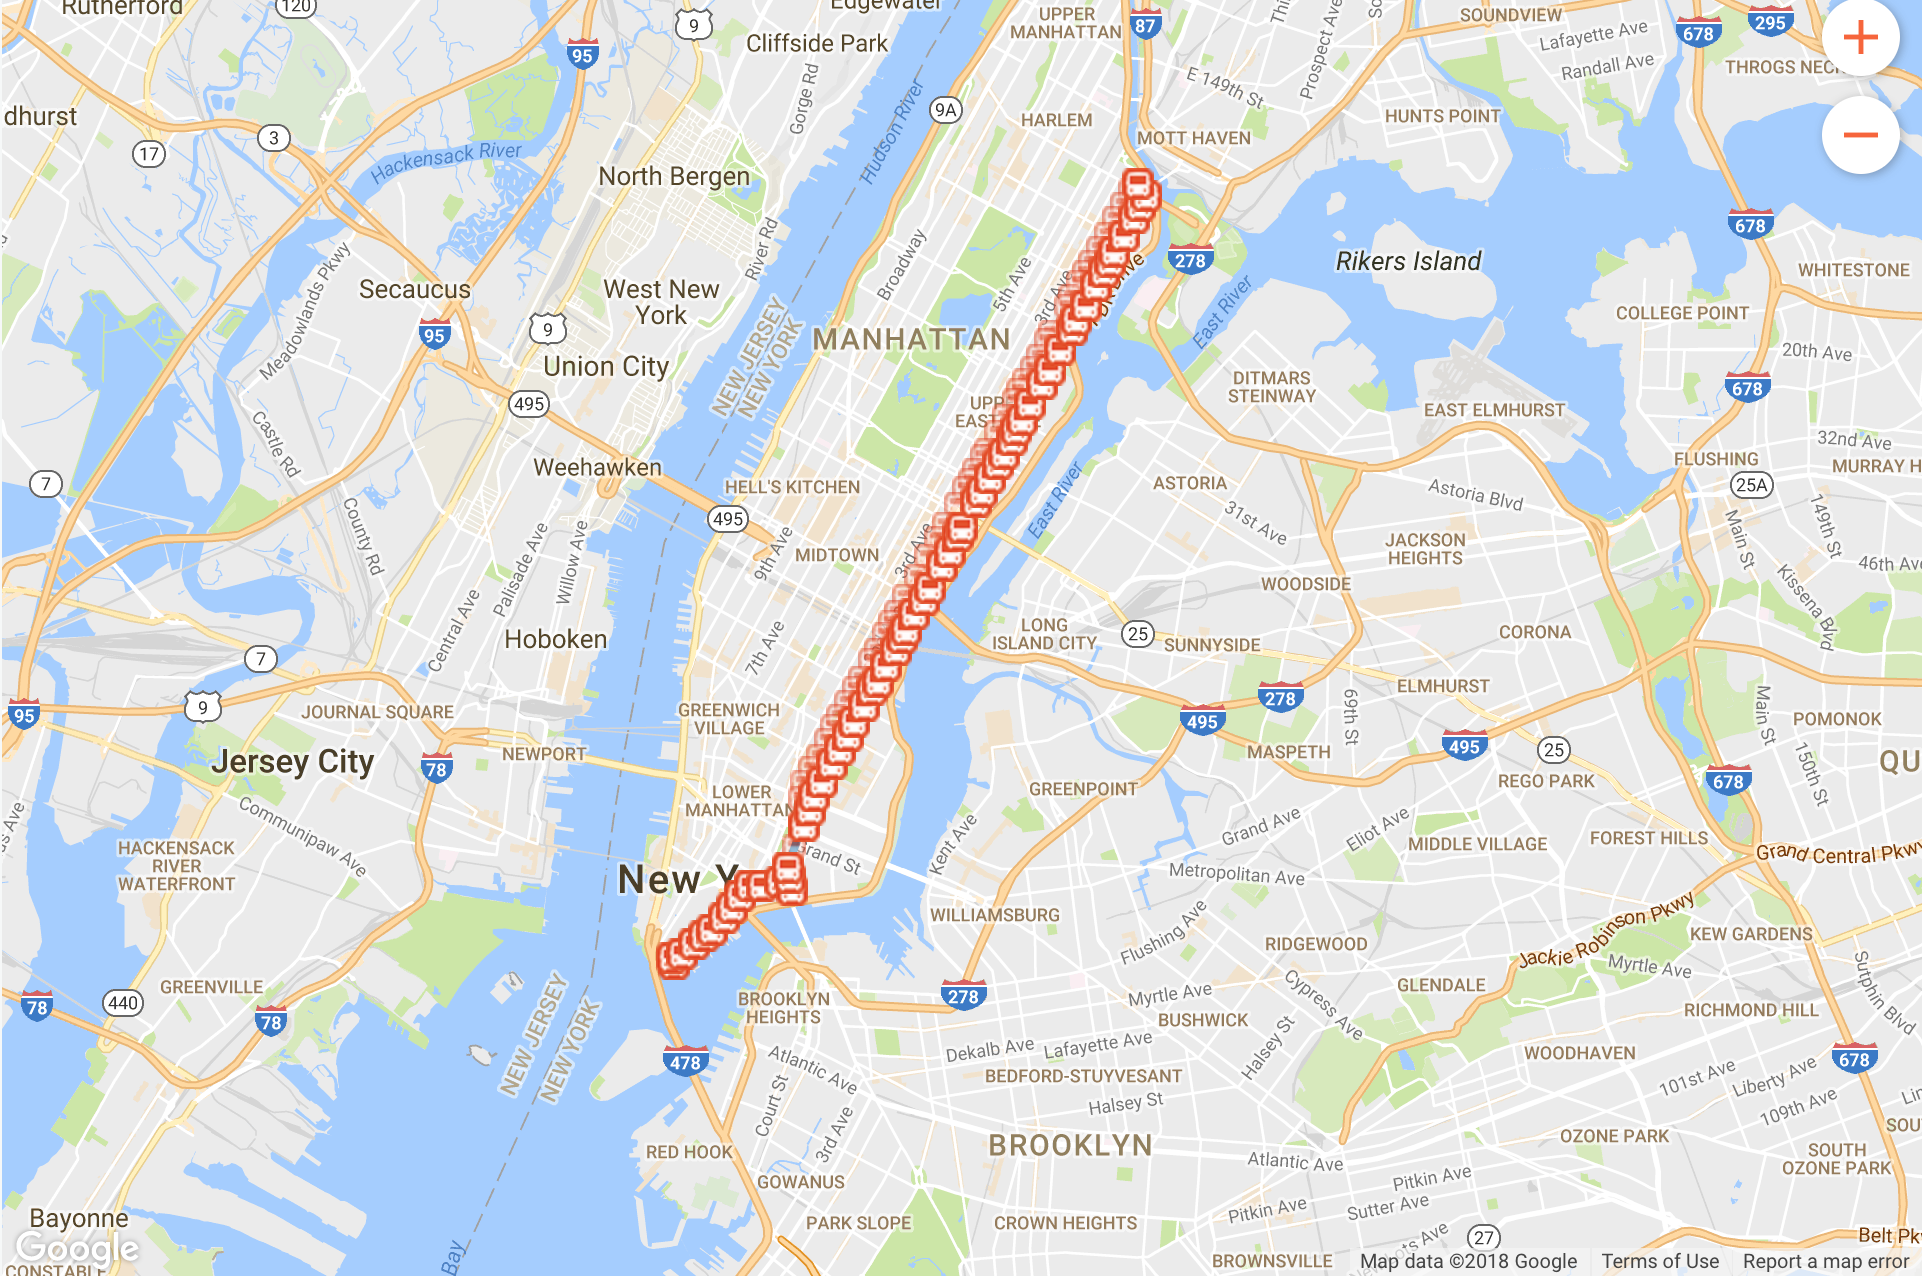 Rutherford
120
9
Edgewater
Cliffside Park
95
UPPER
MANHATTAN
87
SOUNDVIEW
Lafayette Ave
Randall Ave
678
295
THROGS NECK
E 149th St
Prospect Ave
dhurst
17
3
Hackensack River
Gorge Rd
Hudson River
9A
HARLEM
MOTT HAVEN
HUNTS POINT
North Bergen
678
Meadowlands Pkwy
River Rd
Broadway
5th Ave
3rd Ave
278
Rikers Island
WHITESTONE
Secaucus
95
9
West New
York
Union City
NEW JERSEY
NEW YORK
MANHATTAN
East River
COLLEGE POINT
20th Ave
678
DITMARS
STEINWAY
EAST ELMHURST
495
Castle Rd
Weehawken
7
County Rd
495
HELL'S KITCHEN
East River
ASTORIA
31st Ave
Astoria Blvd
32nd Ave
FLUSHING
25A
MURRAY H
Main St
149th St
46th Ave
Kissena Blvd
MIDTOWN
9th Ave
3rd Ave
JACKSON
HEIGHTS
WOODSIDE
Palisade Ave
Willow Ave
Central Ave
Hoboken
7th Ave
LONG
ISLAND CITY
25
SUNNYSIDE
CORONA
7
9
95
JOURNAL SQUARE
GREENWICH
VILLAGE
278
495
69th St
ELMHURST
495
25
Main St
POMONOK
150th St
QU
Jersey City
78
NEWPORT
MASPETH
REGO PARK
678
LOWER
MANHATTAN
GREENPOINT
Communipaw Ave
HACKENSACK
RIVER
WATERFRONT
Grand St
Kent Ave
Grand Ave
Eliot Ave
MIDDLE VILLAGE
FOREST HILLS
Grand Central Pkwy
Metropolitan Ave
New Y
WILLIAMSBURG
Flushing Ave
RIDGEWOOD
Jackie Robinson Pkwy
KEW GARDENS
Myrtle Ave
Sutphin Blvd
GREENVILLE
78
440
78
NEW JERSEY
NEW YORK
BROOKLYN
HEIGHTS
278
Myrtle Ave
BUSHWICK
Cypress Ave
GLENDALE
RICHMOND HILL
478
Atlantic Ave
Dekalb Ave
Lafayette Ave
Halsey St
WOODHAVEN
678
BEDFORD-STUYVESANT
Halsey St
101st Ave
Liberty Ave
109th Ave
Court St
3rd Ave
RED HOOK
BROOKLYN
Atlantic Ave
OZONE PARK
SOUTH
OZONE PARK
GOWANUS
Pitkin Ave
Pitkin Ave
Sutter Ave
Bayonne
PARK SLOPE
CROWN HEIGHTS
27
Belt Pk
Google
Bay
BROWNSVILLE
Map data ©2018 Google
Terms of Use
Report a map error